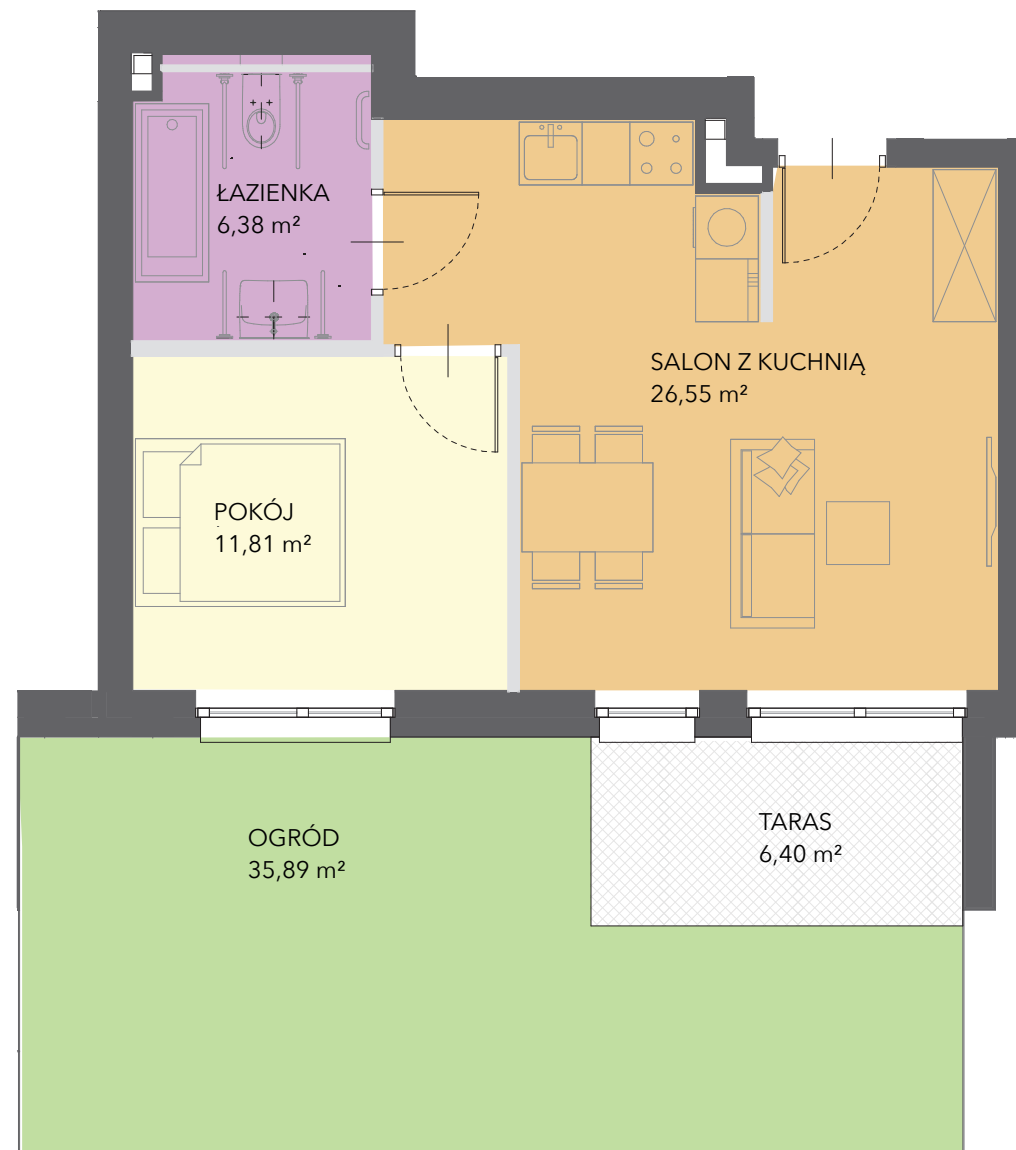 ŁAZIENKA
6,38 m²
SALON Z KUCHNIĄ
26,55 m²
POKÓJ
11,81 m²
OGRÓD
35,89 m²
TARAS
6,40 m²